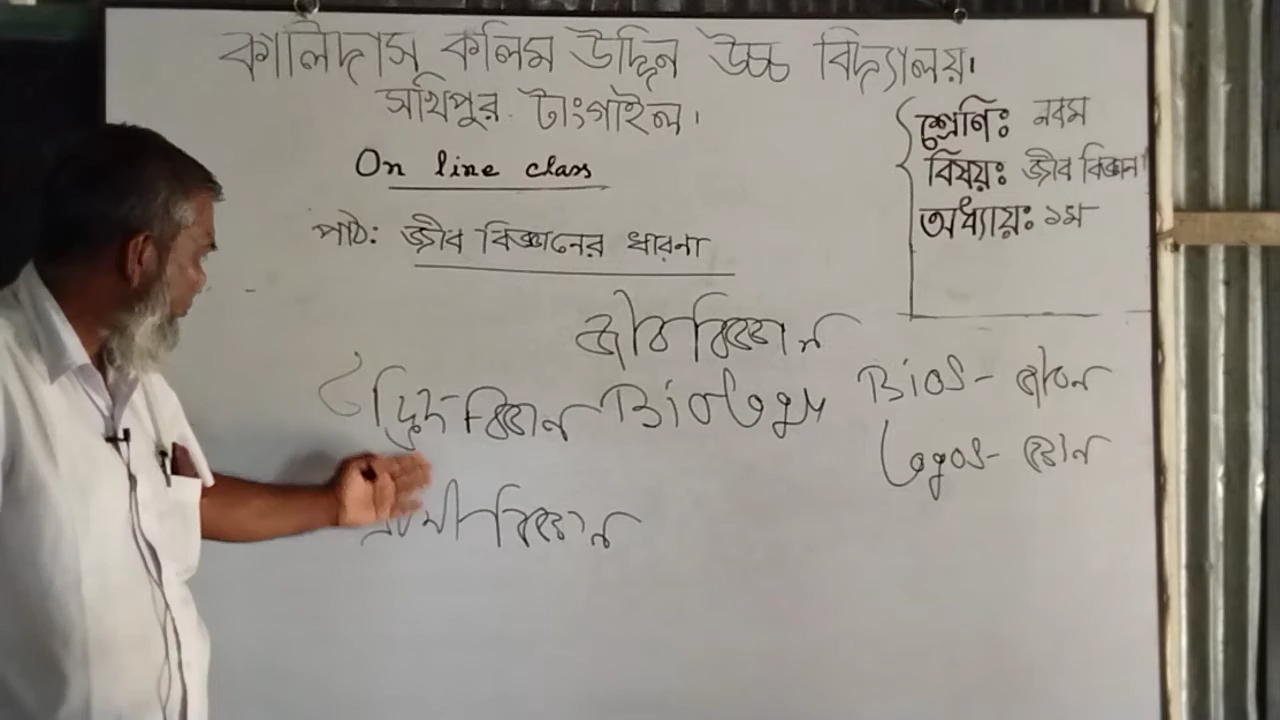 কালিদাস কলিম উদ্দিন উচ্চ বিদ্যালয়।
সখিপুর. টাংগাইল।
On line class
শ্রেণিঃ নবম
বিষয়ঃ জীব বিজ্ঞান
অধ্যায়ঃ ১ম
পাঠ: জীব বিজ্ঞানের ধারনা
জীববিজ্ঞান
উদ্ভিদ-বিজ্ঞান Biology Bios- জীবন
Logos- জ্ঞান
বিজ্ঞান